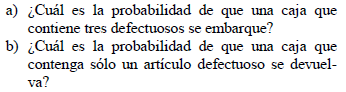 a) ¿Cuál es la probabilidad de que una caja que
contiene tres defectuosos se embarque?
b) ¿Cuál es la probabilidad de que una caja que
contenga sólo un artículo defectuoso se devuel-
va?